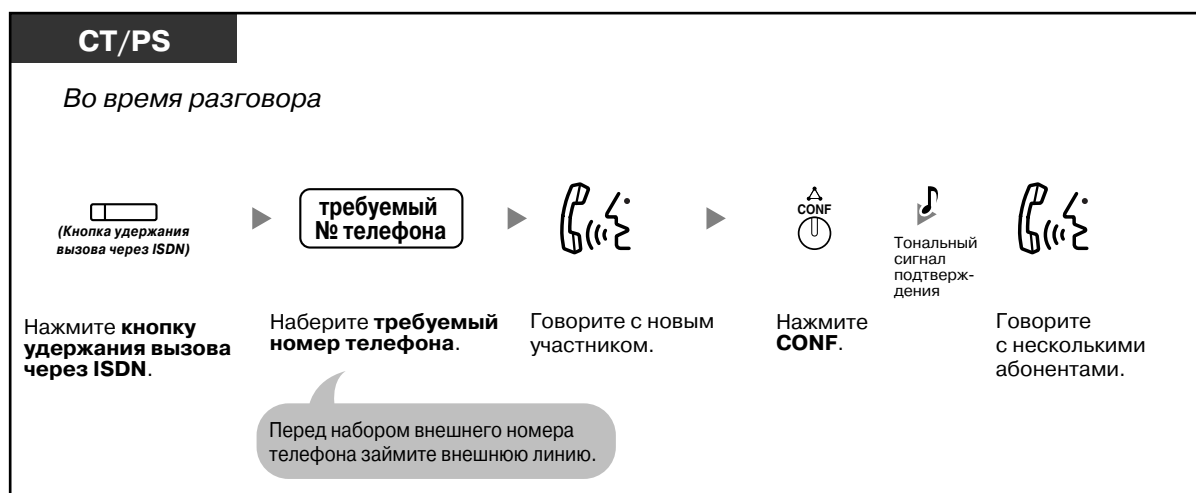 CT/PS
Во время разговора
(Кнопка удержания
вызова через ISDN)
требуемый
№ телефона
CONF
Тональный
сигнал
подтверж-
дения
Нажмите кнопку
удержания вызова
через ISDN.
Наберите требуемый
номер телефона.
Говорите с новым
участником.
Нажмите
CONF.
Говорите
с несколькими
абонентами.
Перед набором внешнего номера
телефона займите внешнюю линию.